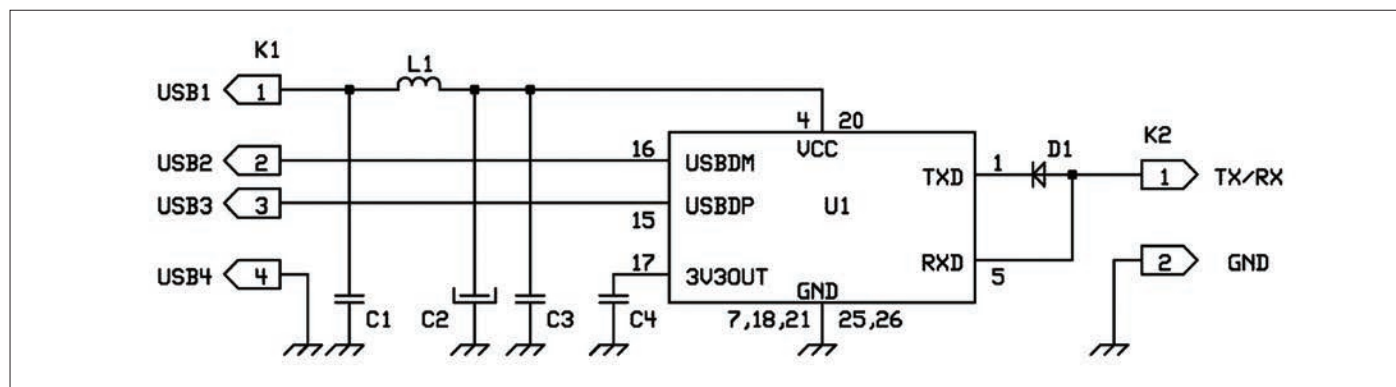 K1
L1
USB1 1
4 20
K2
USB2 2
16 USBDM VCC
TXD 1 D1
1 TX/RX
USB3 3
15 USBDP U1
USB4 4
17 3V3OUT
RXD 5
2 GND
GND
C1 C2 C3 C4
7,18,21 25,26